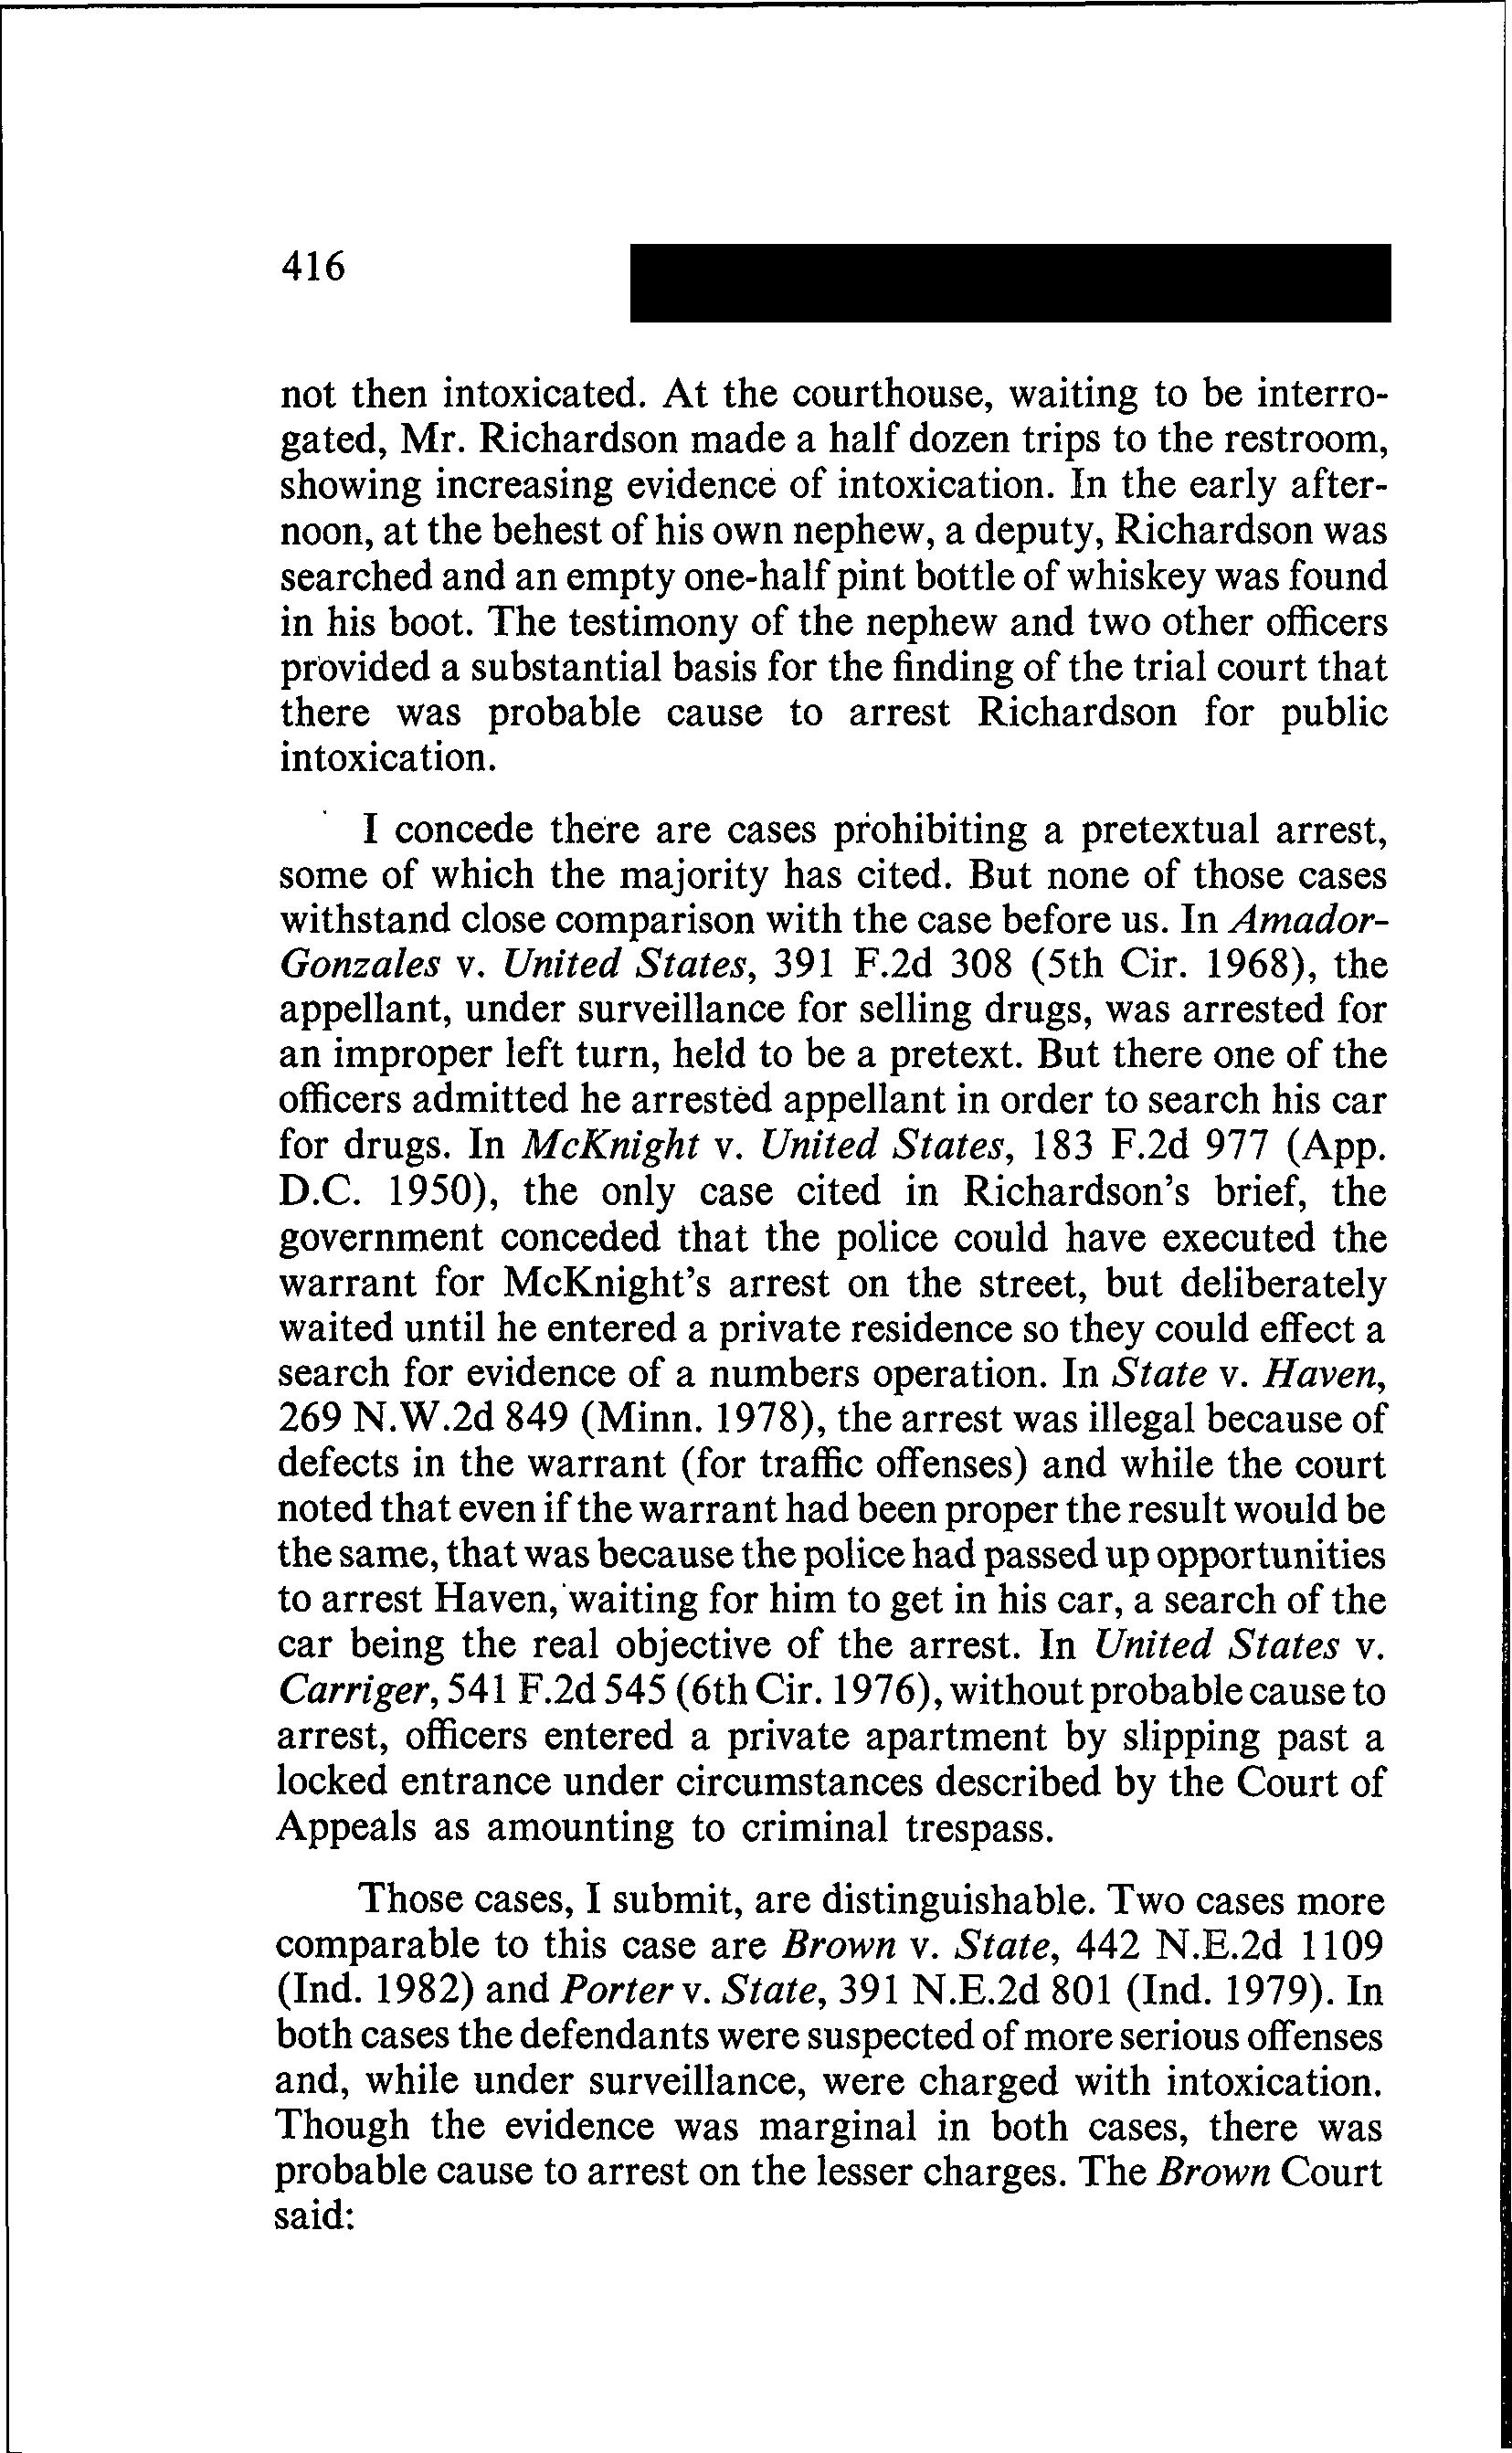 416
not then intoxicated. At the courthouse, waiting to be interro-
gated, Mr. Richardson made a half dozen trips to the restroom,
showing increasing evidence of intoxication. In the early after-
noon, at the behest of his own nephew, a deputy, Richardson was
searched and an empty one-half pint bottle of whiskey was found
in his boot. The testimony of the nephew and two other officers
provided a substantial basis for the finding of the trial court that
there was probable cause to arrest Richardson for public
intoxication.
I concede there are cases prohibiting a pretextual arrest,
some of which the majority has cited. But none of those cases
withstand close comparison with the case before us. In Amador-
Gonzales v. United States, 391 F.2d 308 (5th Cir. 1968), the
appellant, under surveillance for selling drugs, was arrested for
an improper left turn, held to be a pretext. But there one of the
officers admitted he arrested appellant in order to search his car
for drugs. In McKnight v. United States, 183 F.2d 977 (App.
D.C. 1950), the only case cited in Richardson's brief, the
government conceded that the police could have executed the
warrant for McKnight's arrest on the street, but deliberately
waited until he entered a private residence so they could effect a
search for evidence of a numbers operation. In State v. Haven,
269 N.W.2d 849 (Minn. 1978), the arrest was illegal because of
defects in the warrant (for traffic offenses) and while the court
noted that even if the warrant had been proper the result would be
the same, that was because the police had passed up opportunities
to arrest Haven, waiting for him to get in his car, a search of the
car being the real objective of the arrest. In United States v.
Carriger, 541 F.2d 545 (6th Cir. 1976), without probable cause to
arrest, officers entered a private apartment by slipping past a
locked entrance under circumstances described by the Court of
Appeals as amounting to criminal trespass.
Those cases, I submit, are distinguishable. Two cases more
comparable to this case are Brown v. State, 442 N.E.2d 1109
(Ind. 1982) and Porter v. State, 391 N.E.2d 801 (Ind. 1979). In
both cases the defendants were suspected of more serious offenses
and, while under surveillance, were charged with intoxication.
Though the evidence was marginal in both cases, there was
probable cause to arrest on the lesser charges. The Brown Court
said: